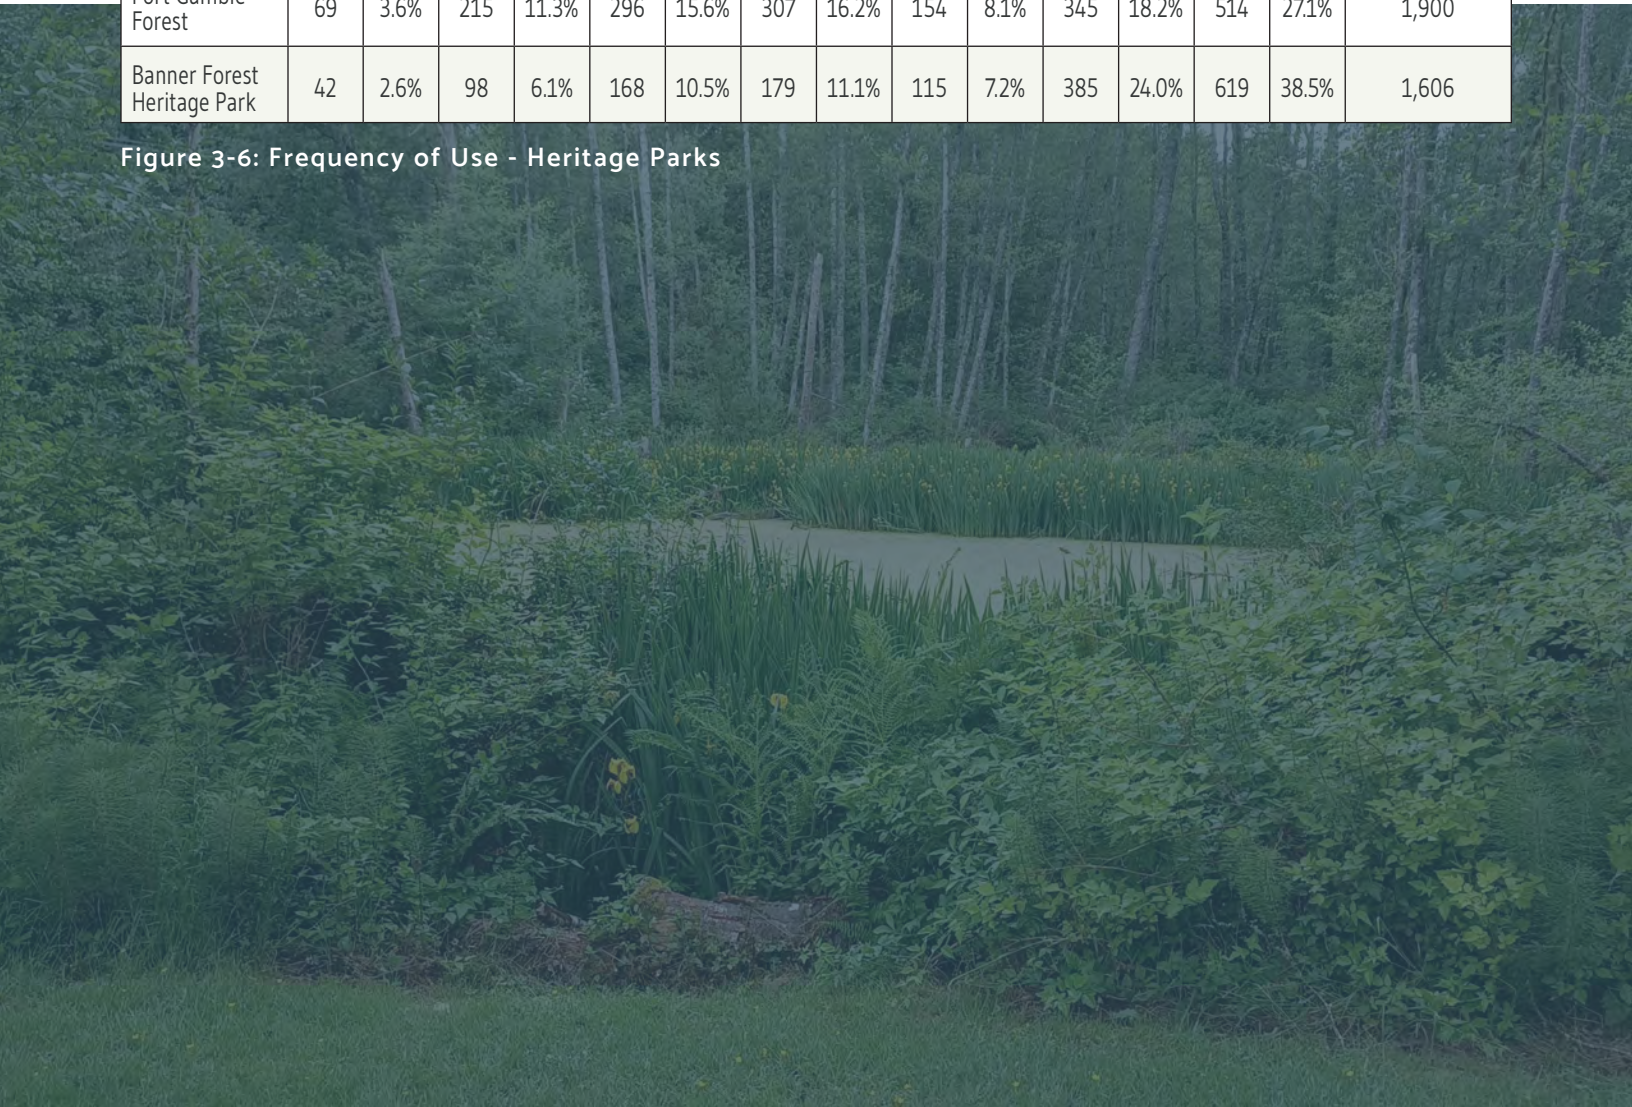 Forest 69 3.6% 215 11.3% 296 15.6% 307 16.2% 154 8.1% 345 18.2% 514 27.1% 1,900
Banner Forest
Heritage Park 42 2.6% 98 6.1% 168 10.5% 179 11.1% 115 7.2% 385 24.0% 619 38.5% 1,606
Figure 3-6: Frequency of Use - Heritage Parks